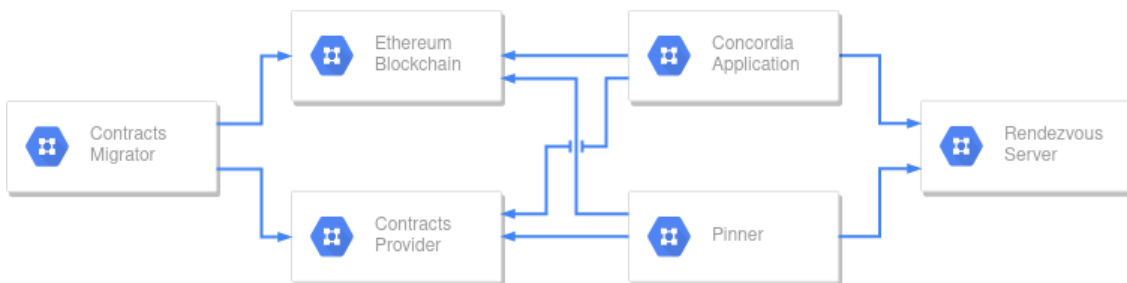 Ethereum
Blockchain
Concordia
Application
Contracts
Migrator
Rendezvous
Server
Contracts
Provider
Pinner